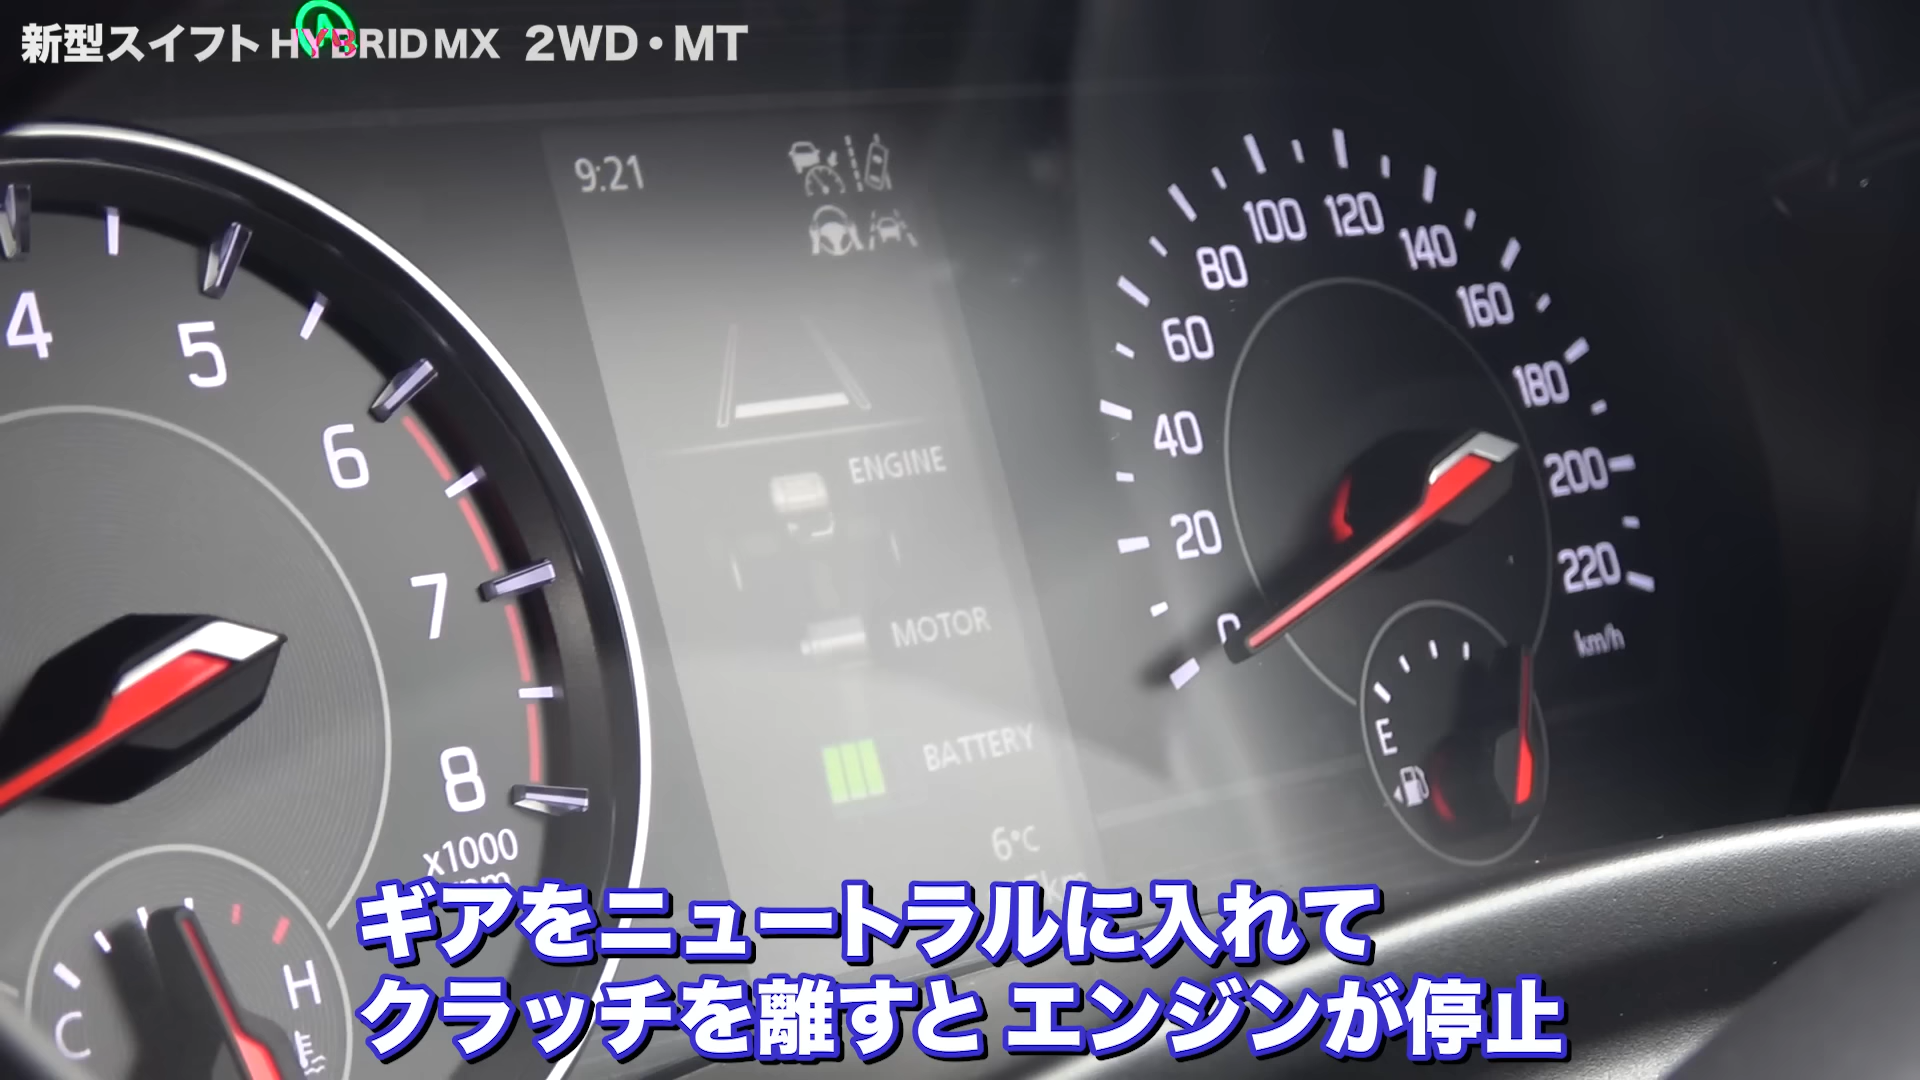 新型スイフト HYBRID MX 2WD・MT
9:21
4
5
6
7
8
x1000
ENGINE
MOTOR
BATTERY
6°C
0
20
40
60
80
100
120
140
160
180
200
220
km/h
E
C
H
ギアをニュートラルに入れて
クラッチを離すと エンジンが停止